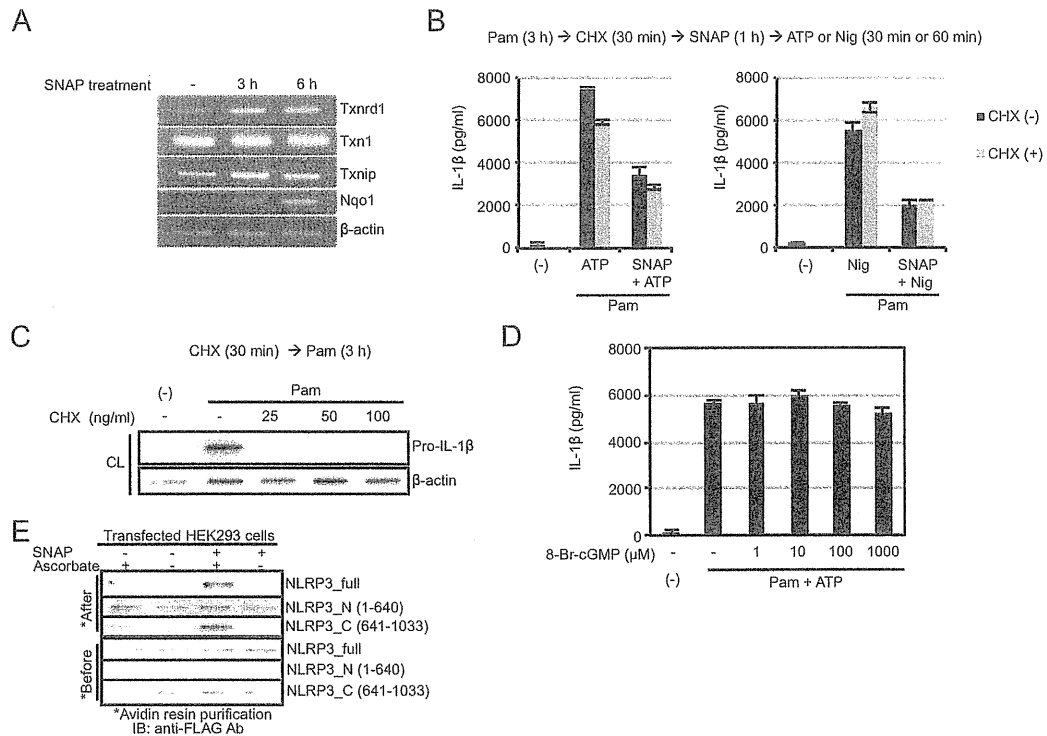 A
SNAP treatment - 3 h 6 h
Txnrd1
Txn1
Txnip
Nqo1
β-actin
B
Pam (3 h) → CHX (30 min) → SNAP (1 h) → ATP or Nig (30 min or 60 min)
IL-1β (pg/ml)
8000
6000
4000
2000
0
(-) ATP SNAP + ATP
Pam
IL-1β (pg/ml)
8000
6000
4000
2000
0
(-) Nig SNAP + Nig
Pam
CHX (-)
CHX (+)
C
CHX (30 min) → Pam (3 h)
(-) Pam
CHX (ng/ml) - - 25 50 100
CL
Pro-IL-1β
β-actin
D
IL-1β (pg/ml)
8000
6000
4000
2000
0
8-Br-cGMP (μM) - - 1 10 100 1000
(-) Pam + ATP
E
Transfected HEK293 cells
SNAP - - + +
Ascorbate + - + -
*After
NLRP3_full
NLRP3_N (1-640)
NLRP3_C (641-1033)
*Before
NLRP3_full
NLRP3_N (1-640)
NLRP3_C (641-1033)
*Avidin resin purification
IB: anti-FLAG Ab